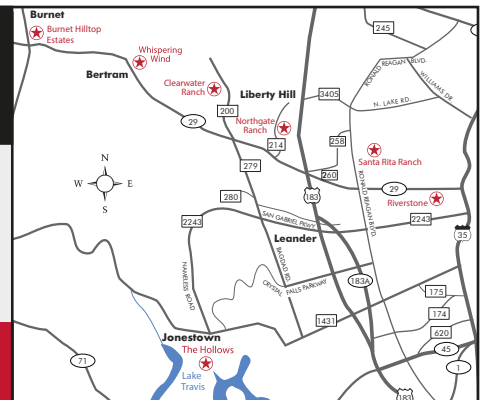 Burnet
Burnet Hilltop
Estates
245
Whispering
Wind
RONALD REAGAN BLVD.
WILLIAMS DR.
Bertram
Clearwater
Ranch
Liberty Hill
3405
N. LAKE RD.
200
29
Northgate
Ranch
214
258
Santa Rita Ranch
279
260
N
W
E
S
280
183
29
Riverstone
RONALD REAGAN BLVD.
2243
SAN GABRIEL PKWY.
2243
35
Leander
BAGDAD RD.
NAMELESS ROAD
CRYSTAL FALLS PARKWAY
183A
175
174
1431
620
Jonestown
The Hollows
45
71
1
Lake
Travis
183